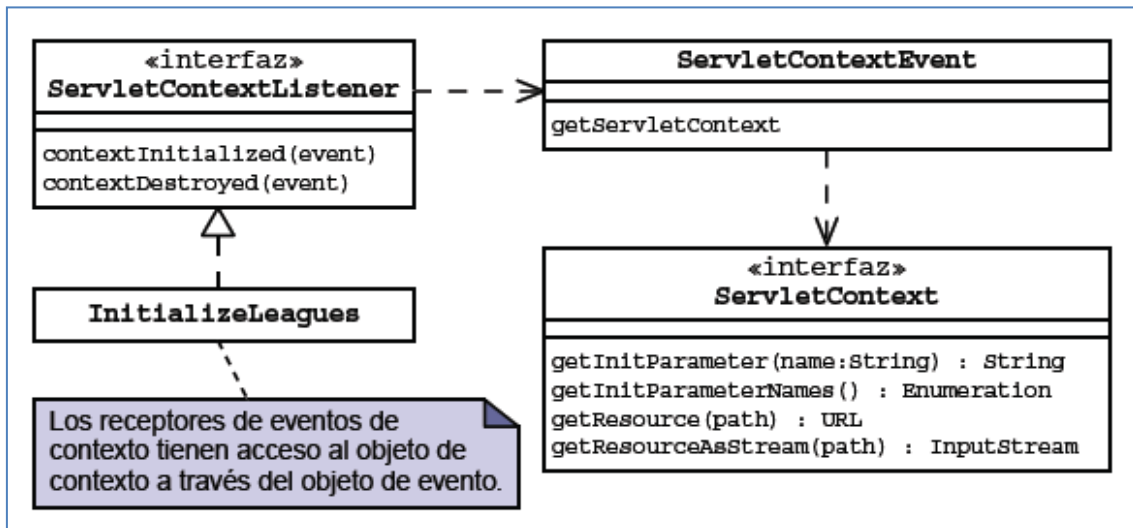 «interfaz»
ServletContextListener
contextInitialized(event)
contextDestroyed(event)
ServletContextEvent
getServletContext
InitializeLeagues
«interfaz»
ServletContext
getInitParameter(name:String) : String
getInitParameterNames() : Enumeration
getResource(path) : URL
getResourceAsStream(path) : InputStream
Los receptores de eventos de
contexto tienen acceso al objeto de
contexto a través del objeto de evento.